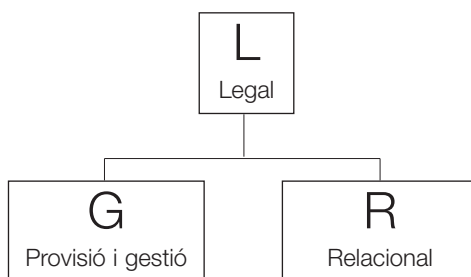 L
Legal
G
Provisió i gestió
R
Relacional